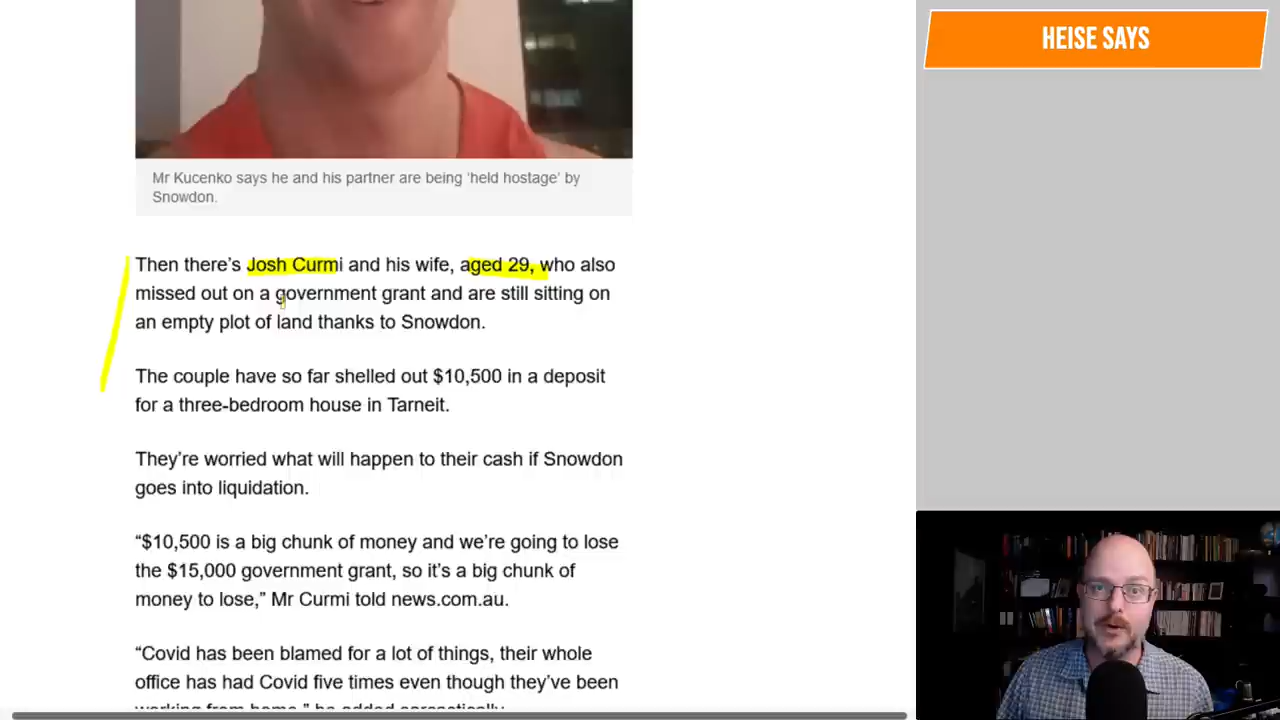 HEISE SAYS
Mr Kucenko says he and his partner are being ‘held hostage’ by
Snowdon.
Then there’s Josh Curmi and his wife, aged 29, who also
missed out on a government grant and are still sitting on
an empty plot of land thanks to Snowdon.
The couple have so far shelled out $10,500 in a deposit
for a three-bedroom house in Tarneit.
They’re worried what will happen to their cash if Snowdon
goes into liquidation.
“$10,500 is a big chunk of money and we’re going to lose
the $15,000 government grant, so it’s a big chunk of
money to lose,” Mr Curmi told news.com.au.
“Covid has been blamed for a lot of things, their whole
office has had Covid five times even though they’ve been
working from home,” he added sarcastically.